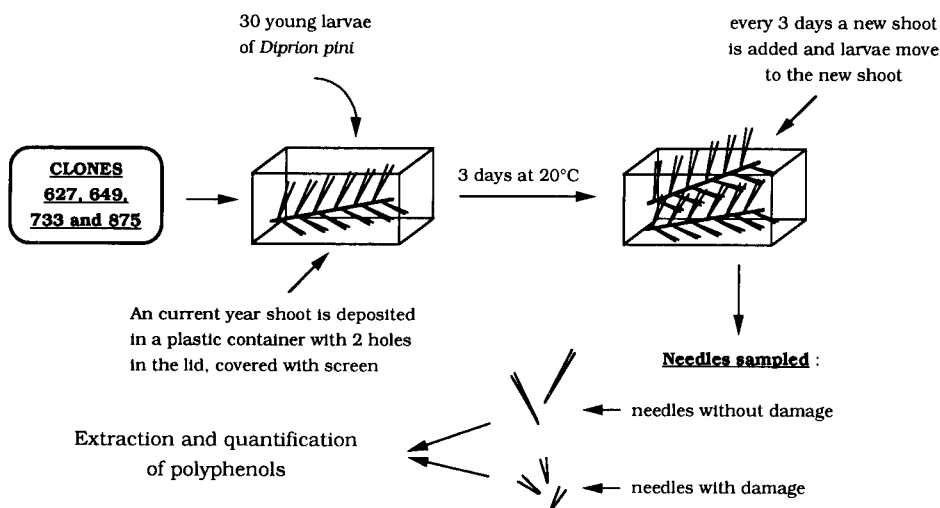 30 young larvae
of Diprion pini
every 3 days a new shoot
is added and larvae move
to the new shoot
CLONES
627, 649,
733 and 875
3 days at 20°C
An current year shoot is deposited
in a plastic container with 2 holes
in the lid, covered with screen
Needles sampled :
needles without damage
Extraction and quantification
of polyphenols
needles with damage